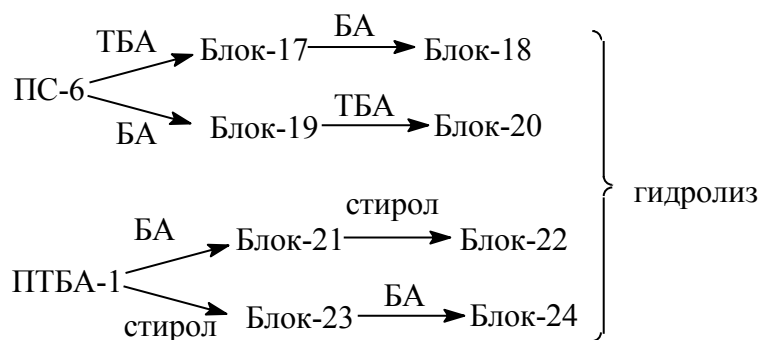 ТБА Блок-17 БА Блок-18
ПС-6
БА Блок-19 ТБА Блок-20
гидролиз
БА Блок-21 стирол Блок-22
ПТБА-1
стирол Блок-23 БА Блок-24